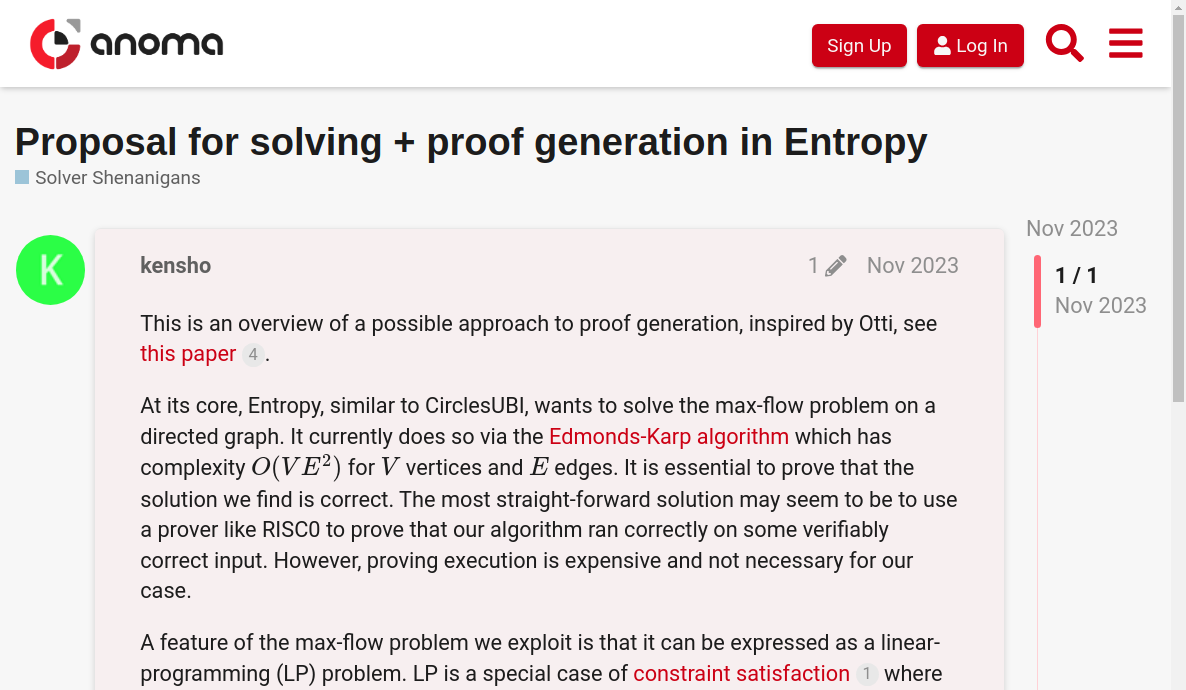 anoma
Sign Up
Log In
Proposal for solving + proof generation in Entropy
Solver Shenanigans
Nov 2023
K
kensho
1
Nov 2023
1 / 1
Nov 2023
This is an overview of a possible approach to proof generation, inspired by Otti, see
this paper 4 .
At its core, Entropy, similar to CirclesUBI, wants to solve the max-flow problem on a
directed graph. It currently does so via the Edmonds-Karp algorithm which has
complexity O(VE²) for V vertices and E edges. It is essential to prove that the
solution we find is correct. The most straight-forward solution may seem to be to use
a prover like RISC0 to prove that our algorithm ran correctly on some verifiably
correct input. However, proving execution is expensive and not necessary for our
case.
A feature of the max-flow problem we exploit is that it can be expressed as a linear-
programming (LP) problem. LP is a special case of constraint satisfaction 1 where